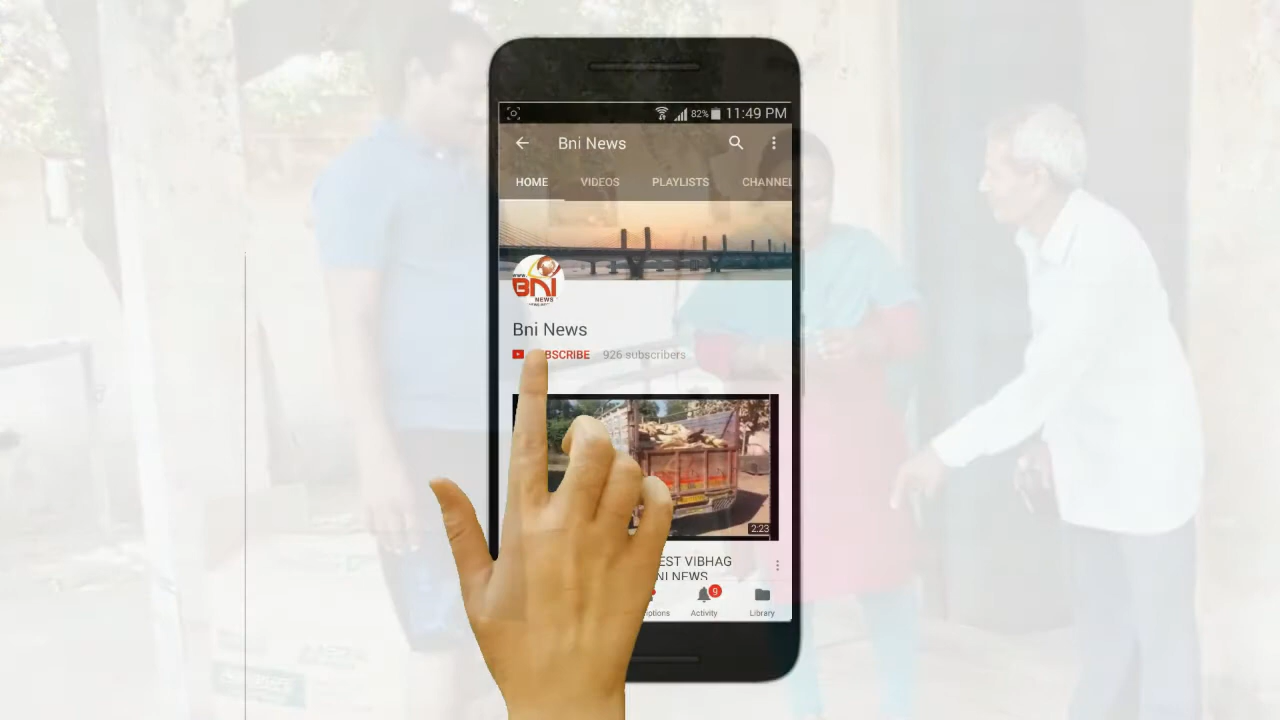 82% 11:49 PM
Bni News
HOME VIDEOS PLAYLISTS CHANNEL
BNI
NEWS
Bni News
BSCRIBE 926 subscribers
2:23
EST VIBHAG
NI NEWS
9
iptions Activity Library